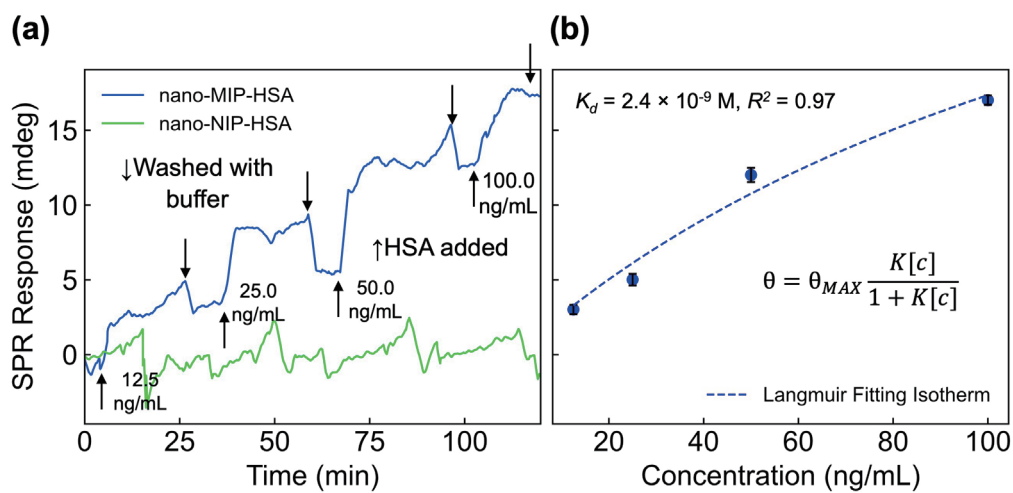 (a)
SPR Response (mdeg)
15
10
5
0
nano-MIP-HSA
nano-NIP-HSA
↓Washed with
buffer
↑HSA added
12.5
ng/mL
25.0
ng/mL
50.0
ng/mL
100.0
ng/mL
0 25 50 75 100
Time (min)
(b)
K_d = 2.4 × 10⁻⁹ M, R² = 0.97
θ = θ_MAX K[c] / 1 + K[c]
Langmuir Fitting Isotherm
20 40 60 80 100
Concentration (ng/mL)